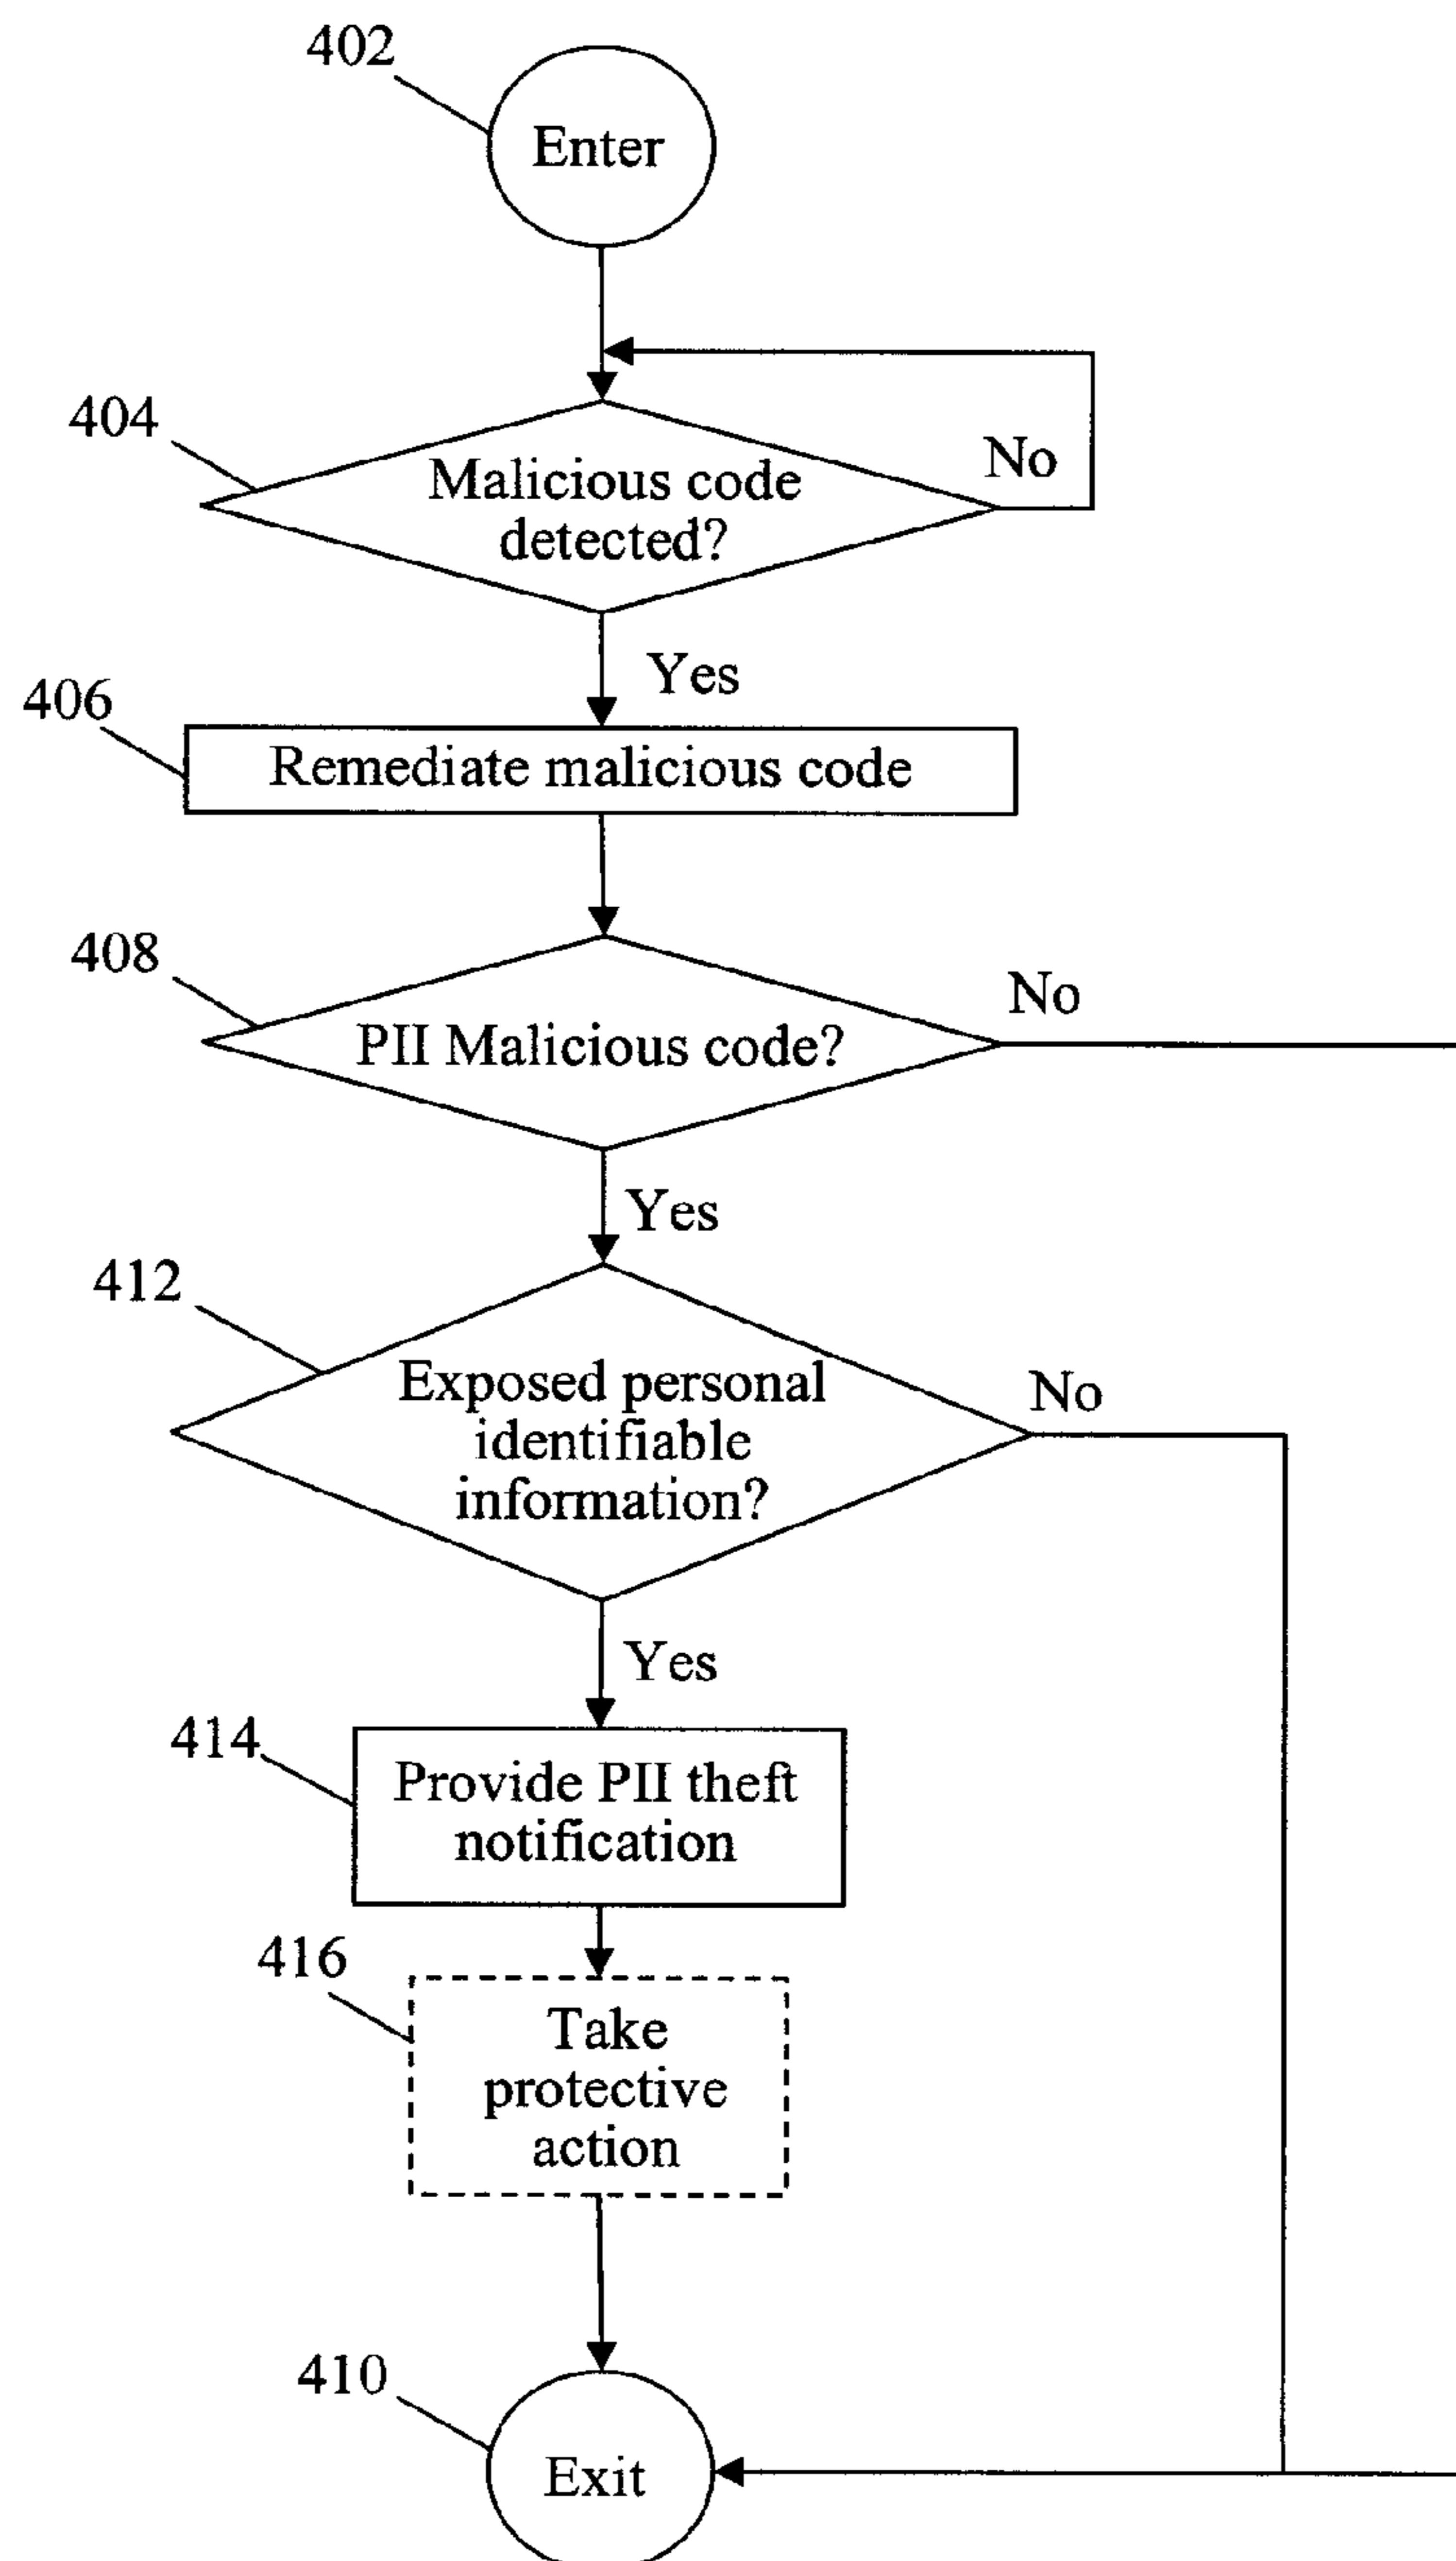 402
Enter
404
Malicious code
detected?
No
Yes
406
Remediate malicious code
408
PII Malicious code?
No
Yes
412
Exposed personal
identifiable
information?
No
Yes
414
Provide PII theft
notification
416
Take
protective
action
410
Exit